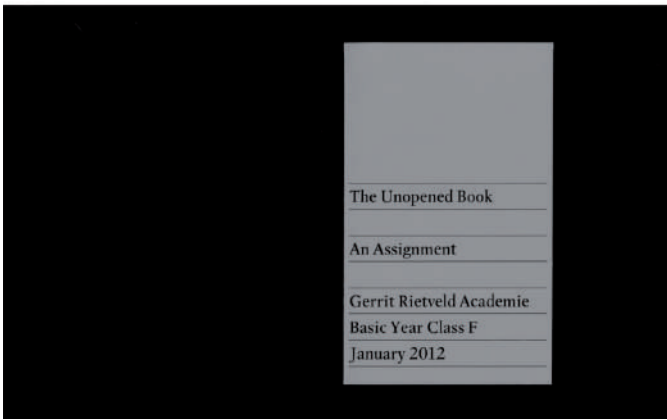 The Unopened Book
An Assignment
Gerrit Rietveld Academie
Basic Year Class F
January 2012